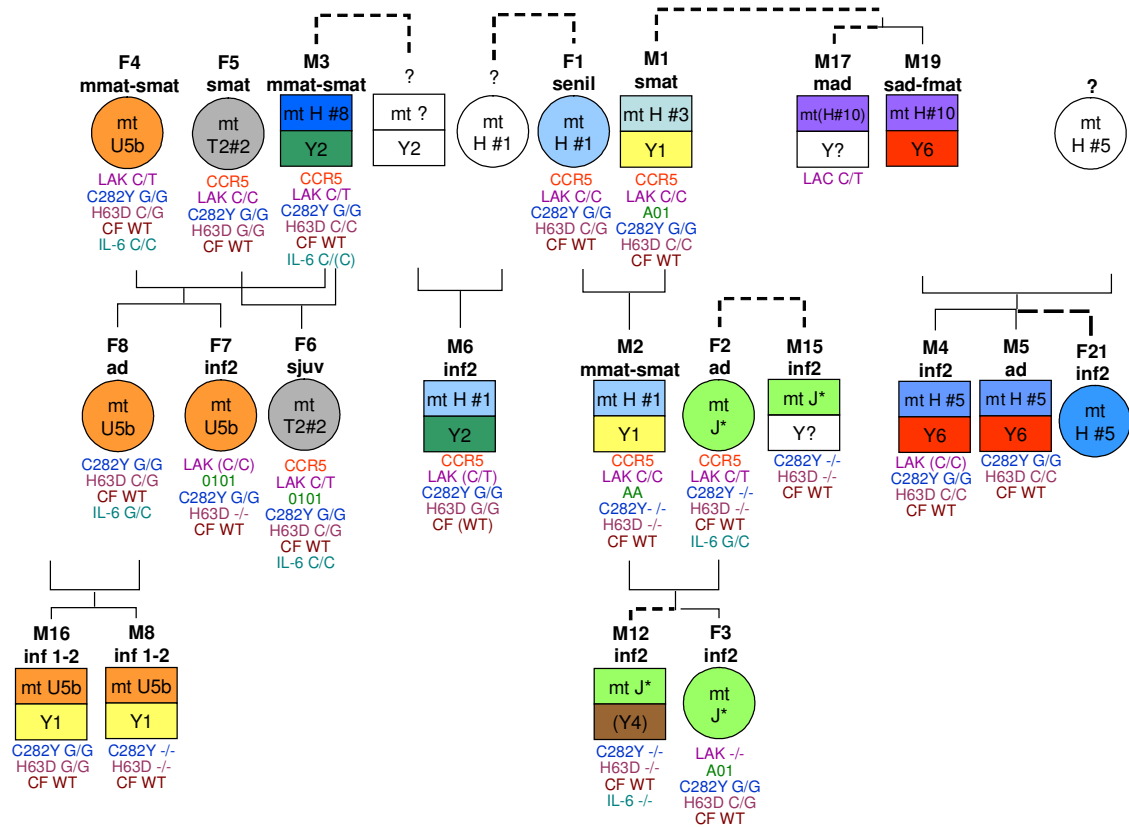 F4
mmat-smat
mt
U5b
LAK C/T
C282Y G/G
H63D C/G
CF WT
IL-6 C/C
F5
smat
mt
T2#2
CCR5
LAK C/C
C282Y G/G
H63D G/G
CF WT
M3
mmat-smat
mt H #8
Y2
CCR5
LAK C/T
C282Y G/G
H63D C/C
CF WT
IL-6 C/(C)
?
mt ?
Y2
?
mt
H #1
F1
senil
mt
H #1
CCR5
LAK C/C
C282Y G/G
H63D C/G
CF WT
M1
smat
mt H #3
Y1
CCR5
LAK C/C
A01
C282Y G/G
H63D C/C
CF WT
M17
mad
mt(H#10)
Y?
LAC C/T
M19
sad-fmat
mt H#10
Y6
?
mt
H #5
F8
ad
mt
U5b
C282Y G/G
H63D C/G
CF WT
IL-6 G/C
F7
inf2
mt
U5b
LAK (C/C)
0101
C282Y G/G
H63D -/-
CF WT
F6
sjuv
mt
T2#2
CCR5
LAK C/T
0101
C282Y G/G
H63D C/G
CF WT
IL-6 C/C
M6
inf2
mt H #1
Y2
CCR5
LAK (C/T)
C282Y G/G
H63D G/G
CF (WT)
M2
mmat-smat
mt H #1
Y1
CCR5
LAK C/C
AA
C282Y- /-
H63D -/-
CF WT
F2
ad
mt
J*
CCR5
LAK C/T
C282Y -/-
H63D -/-
CF WT
IL-6 G/C
M15
inf2
mt J*
Y?
C282Y -/-
H63D -/-
CF WT
M4
inf2
mt H #5
Y6
LAK (C/C)
C282Y G/G
H63D C/C
CF WT
M5
ad
mt H #5
Y6
C282Y G/G
H63D C/C
CF WT
F21
inf2
mt
H #5
M16
inf 1-2
mt U5b
Y1
C282Y G/G
H63D G/G
CF WT
M8
inf 1-2
mt U5b
Y1
C282Y -/-
H63D -/-
CF WT
M12
inf2
mt J*
(Y4)
C282Y -/-
H63D -/-
CF WT
IL-6 -/-
F3
inf2
mt
J*
LAK -/-
A01
C282Y G/G
H63D C/G
CF WT